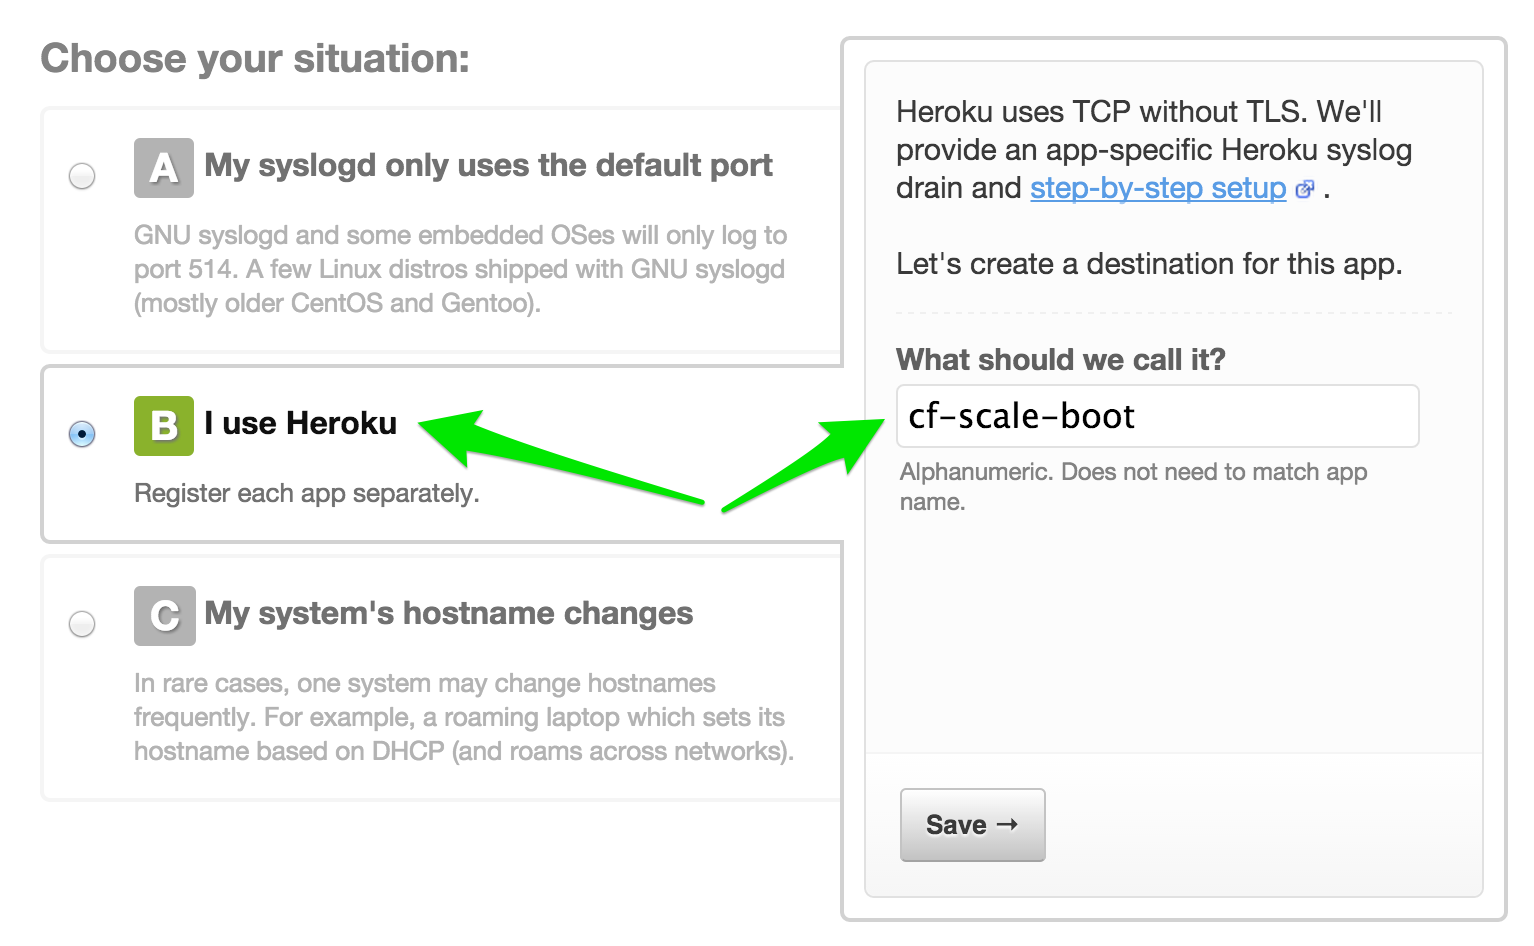 Choose your situation:
A My syslogd only uses the default port
GNU syslogd and some embedded OSes will only log to
port 514. A few Linux distros shipped with GNU syslogd
(mostly older CentOS and Gentoo).
B I use Heroku
Register each app separately.
C My system's hostname changes
In rare cases, one system may change hostnames
frequently. For example, a roaming laptop which sets its
hostname based on DHCP (and roams across networks).
Heroku uses TCP without TLS. We'll
provide an app-specific Heroku syslog
drain and step-by-step setup .
Let's create a destination for this app.
What should we call it?
cf-scale-boot
Alphanumeric. Does not need to match app
name.
Save →